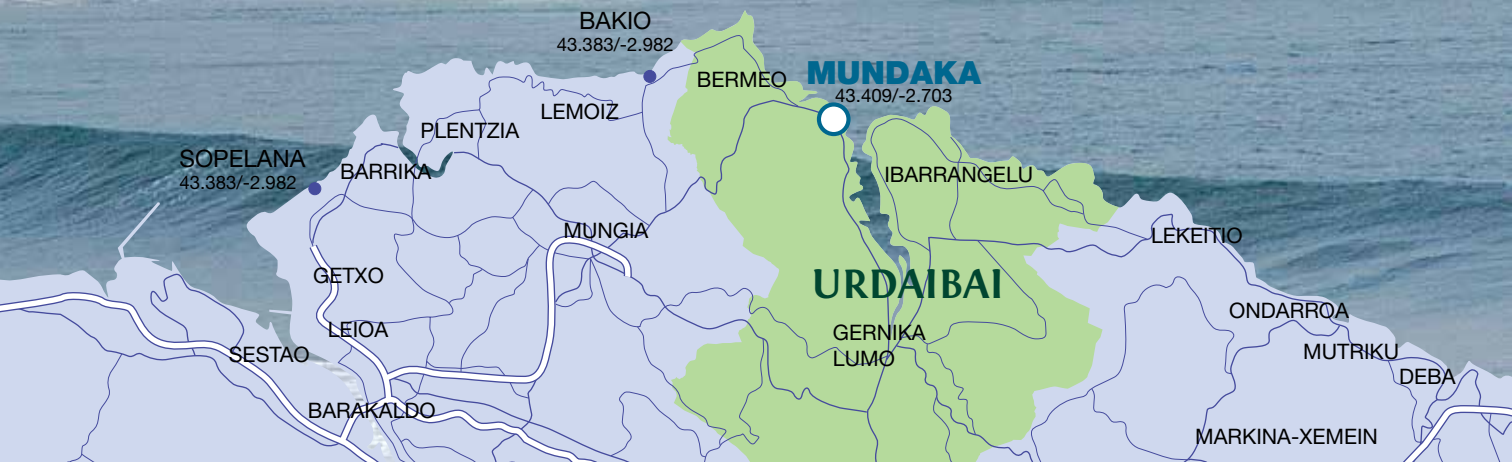 BAKIO
43.383/-2.982
BERMEO
MUNDAKA
43.409/-2.703
LEMOIZ
PLENTZIA
SOPELANA
43.383/-2.982
BARRIKA
IBARRANGELU
MUNGIA
LEKEITIO
GETXO
URDAIBAI
ONDARROA
LEIOA
GERNIKA
LUMO
SESTAO
MUTRIKU
DEBA
BARAKALDO
MARKINA-XEMEIN